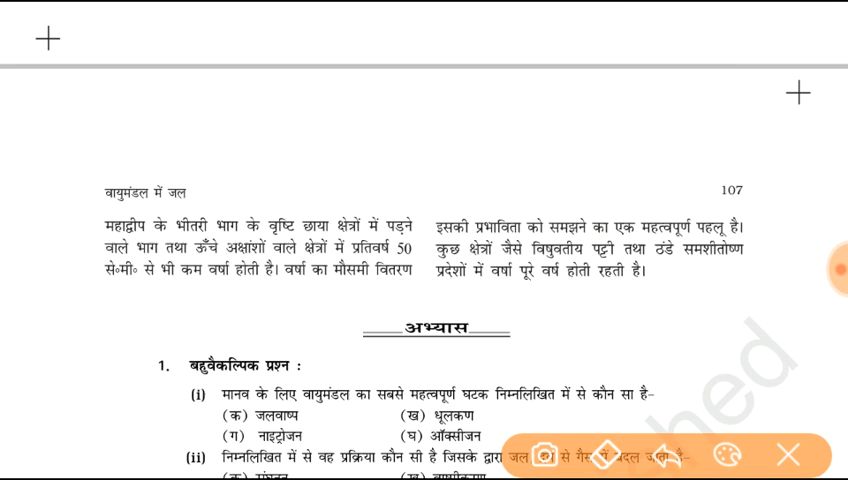 वायुमंडल में जल
107
महाद्वीप के भीतरी भाग के वृष्टि छाया क्षेत्रों में पड़ने
वाले भाग तथा ऊँचे अक्षांशों वाले क्षेत्रों में प्रतिवर्ष 50
से॰मी॰ से भी कम वर्षा होती है। वर्षा का मौसमी वितरण
इसकी प्रभाविता को समझने का एक महत्वपूर्ण पहलू है।
कुछ क्षेत्रों जैसे विषुवतीय पट्टी तथा ठंडे समशीतोष्ण
प्रदेशों में वर्षा पूरे वर्ष होती रहती है।
अभ्यास
1. बहुवैकल्पिक प्रश्न :
(i) मानव के लिए वायुमंडल का सबसे महत्वपूर्ण घटक निम्नलिखित में से कौन सा है-
(क) जलवाष्प (ख) धूलकण
(ग) नाइट्रोजन (घ) ऑक्सीजन
(ii) निम्नलिखित में से वह प्रक्रिया कौन सी है जिसके द्वारा जल से गैस में बदल जाता है-